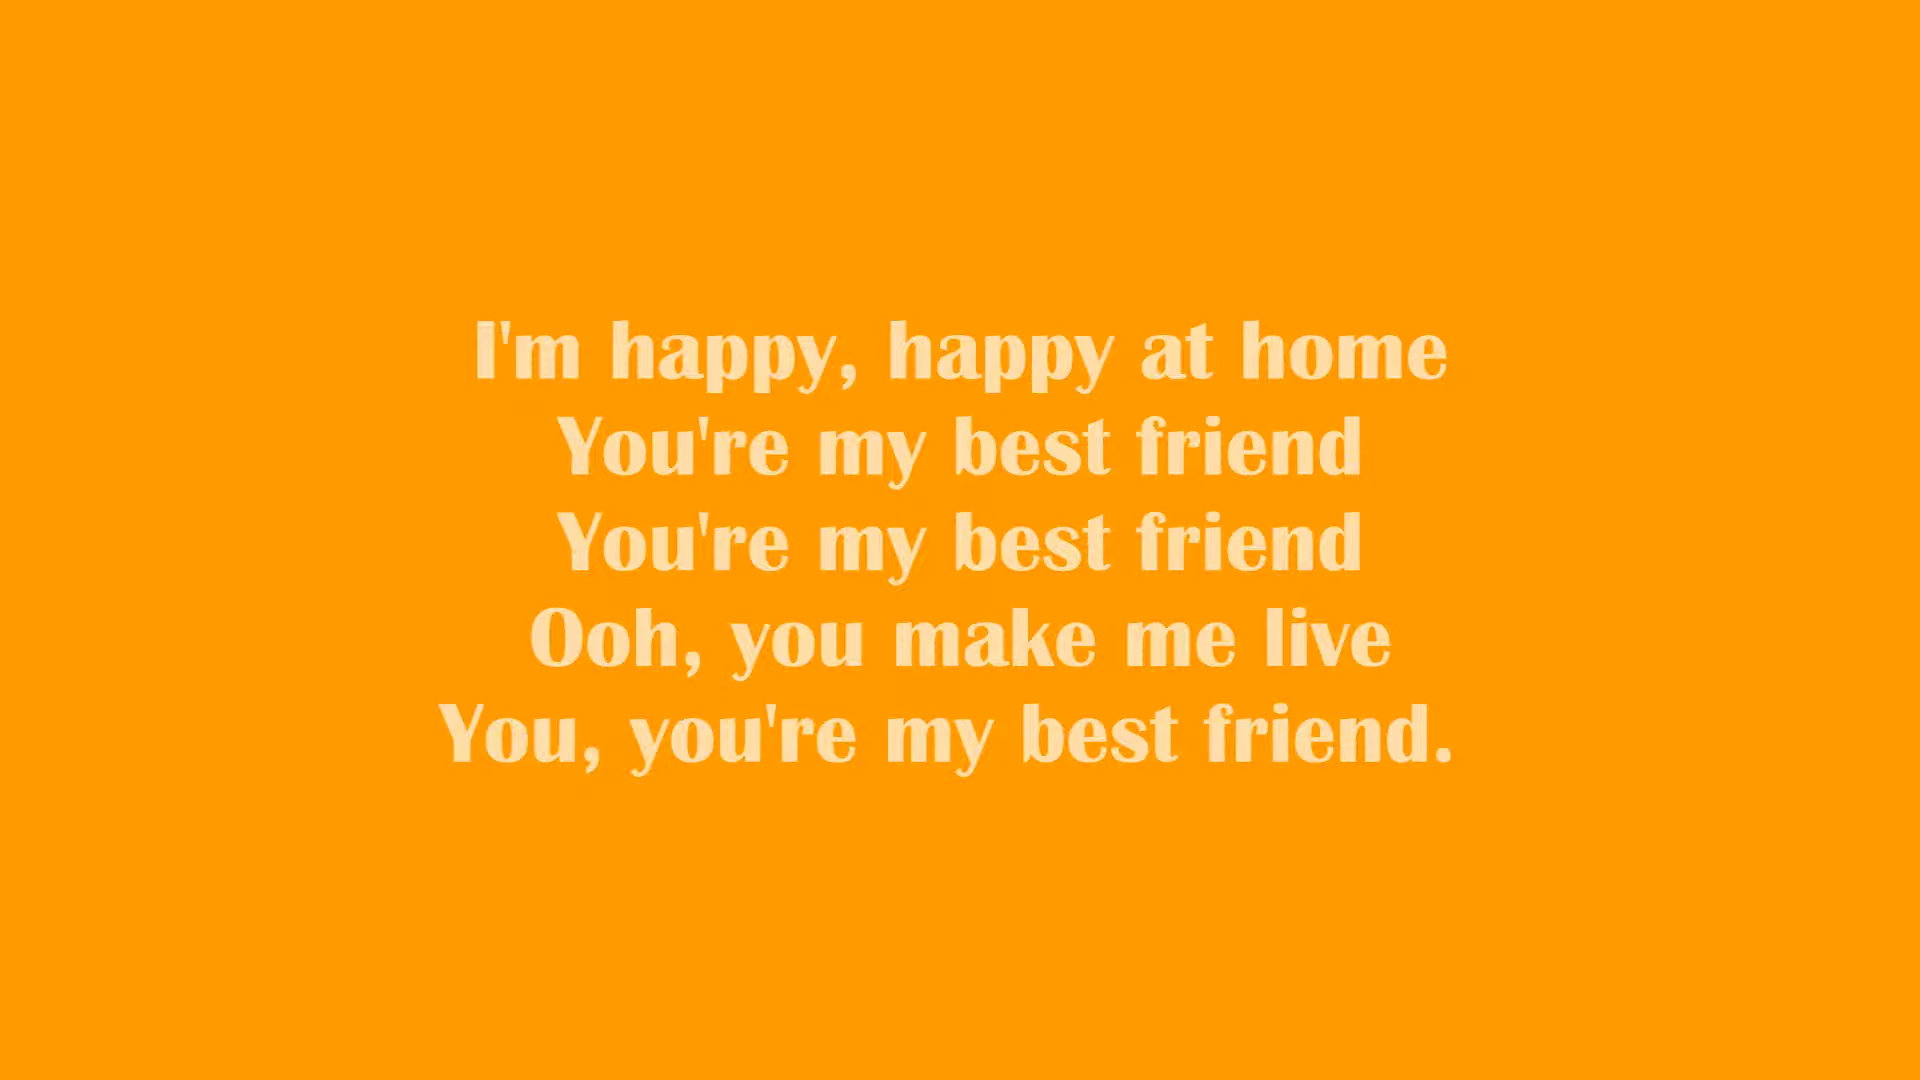 I'm happy, happy at home
You're my best friend
You're my best friend
Ooh, you make me live
You, you're my best friend.